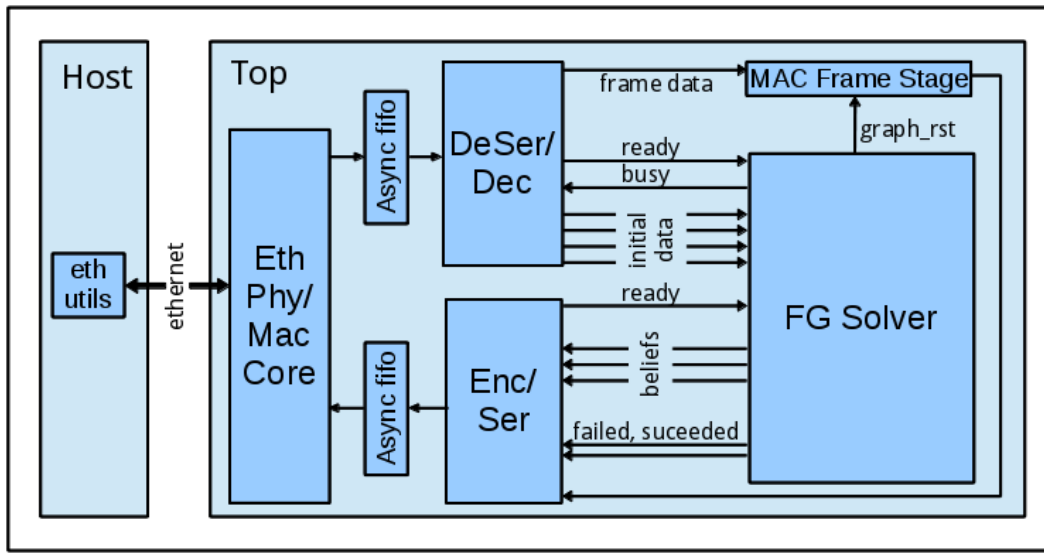 Host
eth
utils
ethernet
Top
Eth
Phy/
Mac
Core
Async fifo
DeSer/
Dec
frame data
MAC Frame Stage
graph_rst
ready
busy
initial
data
FG Solver
Async fifo
Enc/
Ser
ready
beliefs
failed, suceeded